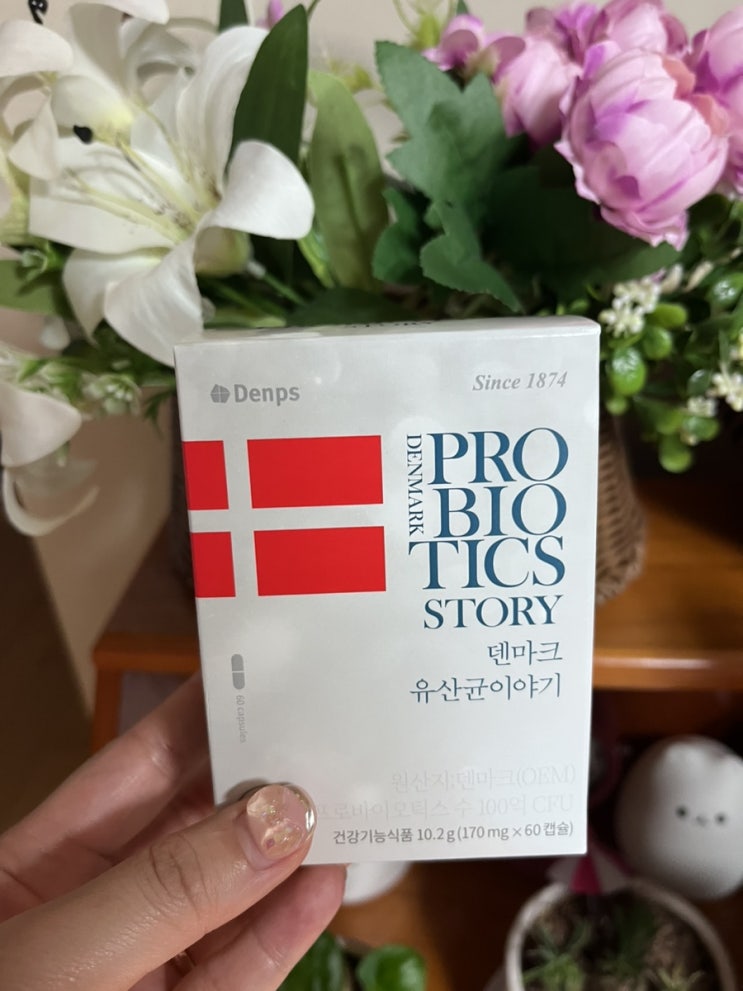 Denps
Since 1874
DENMARK
PRO
BIO
TICS
STORY
덴마크
유산균이야기
60 capsules
원산지:덴마크(OEM)
프로바이오틱스 수 100억 CFU
건강기능식품 10.2 g (170 mg × 60 캡슐)